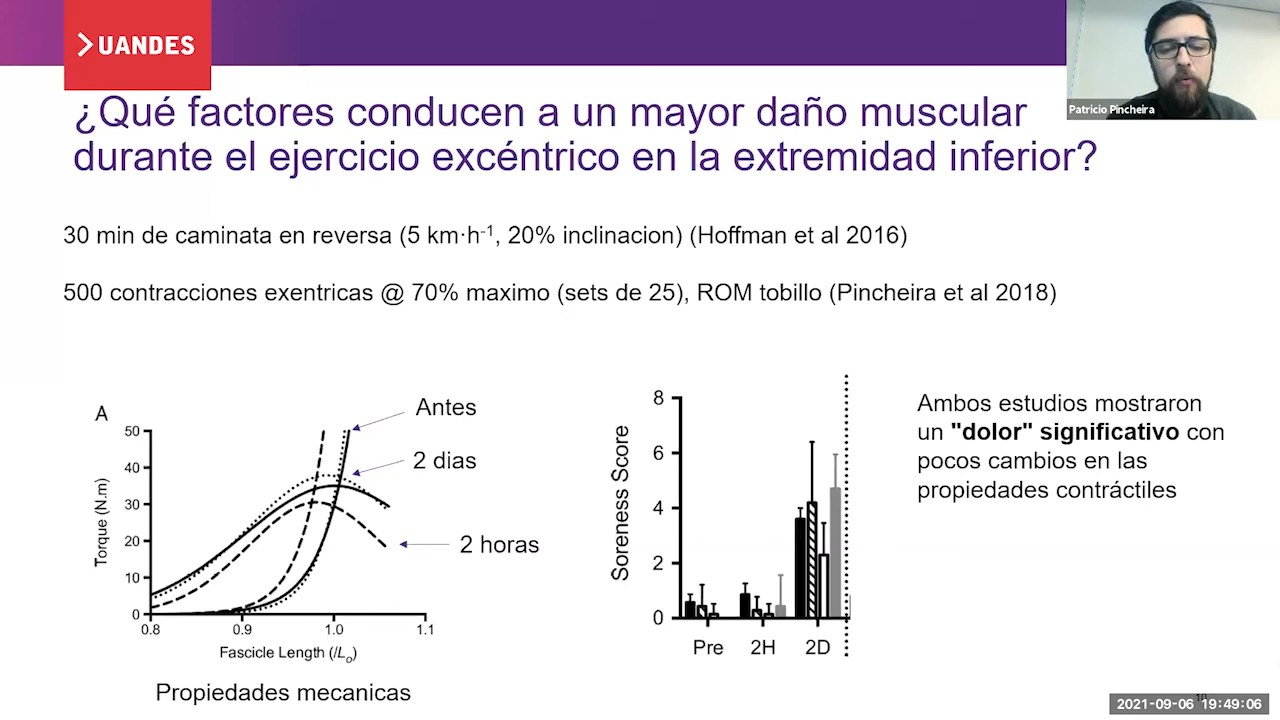 UANDES
Patricio Pincheira
¿Qué factores conducen a un mayor daño muscular
durante el ejercicio excéntrico en la extremidad inferior?
30 min de caminata en reversa (5 km·h-1, 20% inclinacion) (Hoffman et al 2016)
500 contracciones exentricas @ 70% maximo (sets de 25), ROM tobillo (Pincheira et al 2018)
A
Antes
2 dias
2 horas
50
40
30
20
10
0
Torque (N.m)
0.8
0.9
1.0
1.1
Fascicle Length (/Lo)
Propiedades mecanicas
8
6
4
2
0
Soreness Score
Pre
2H
2D
Ambos estudios mostraron
un "dolor" significativo con
pocos cambios en las
propiedades contráctiles
2021-09-06 19:49:06